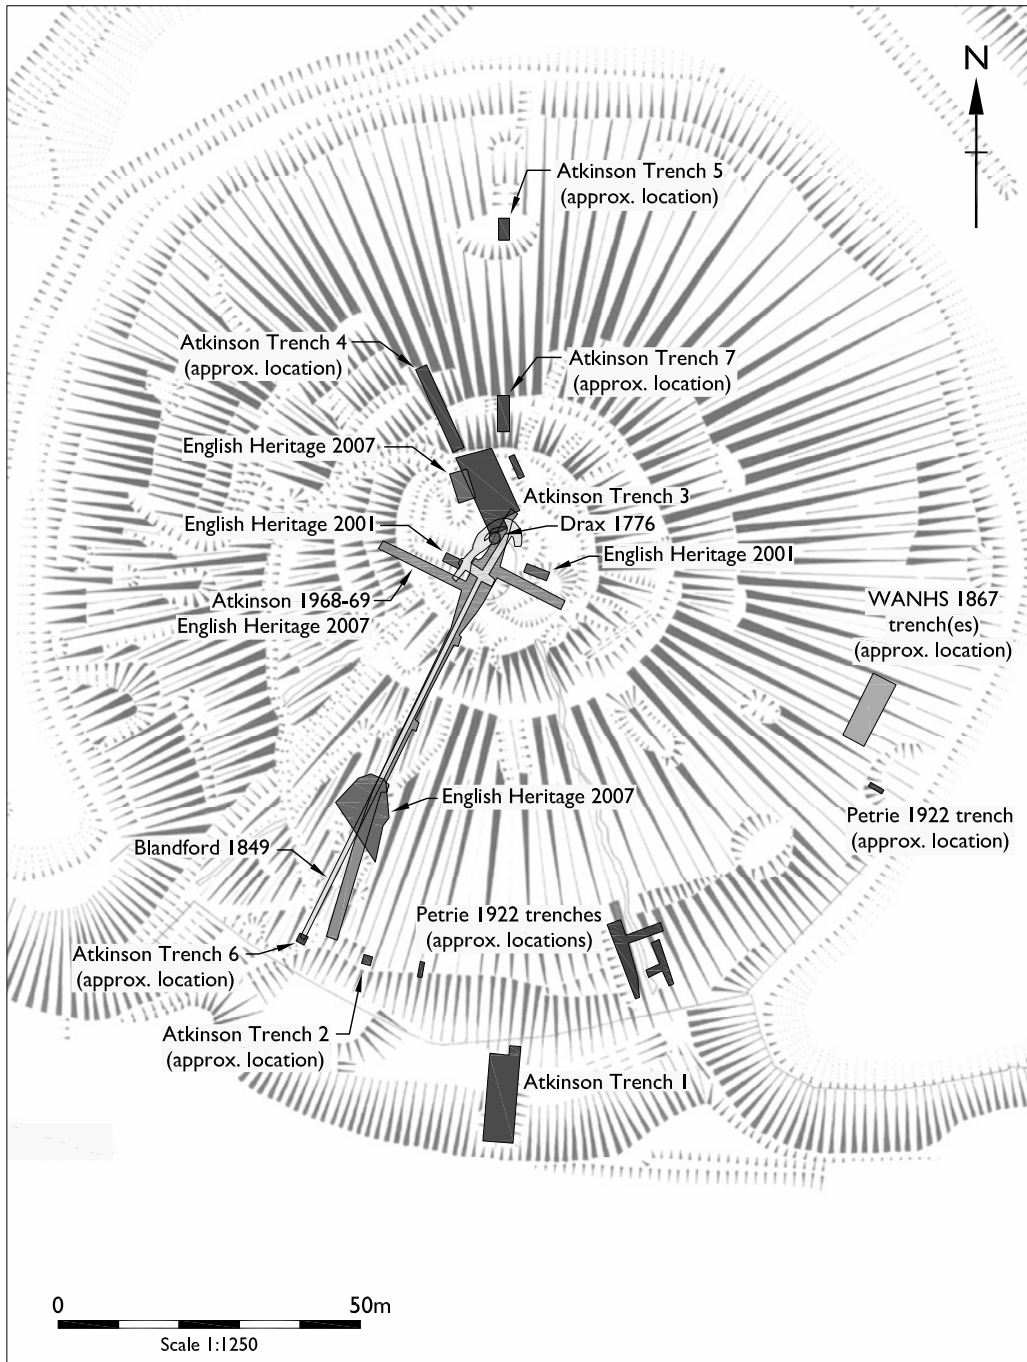 N
Atkinson Trench 5
(approx. location)
Atkinson Trench 4
(approx. location)
Atkinson Trench 7
(approx. location)
English Heritage 2007
Atkinson Trench 3
English Heritage 2001
Drax 1776
English Heritage 2001
Atkinson 1968-69
English Heritage 2007
WANHS 1867
trench(es)
(approx. location)
English Heritage 2007
Petrie 1922 trench
(approx. location)
Blandford 1849
Petrie 1922 trenches
(approx. locations)
Atkinson Trench 6
(approx. location)
Atkinson Trench 2
(approx. location)
Atkinson Trench 1
0 50m
Scale 1:1250